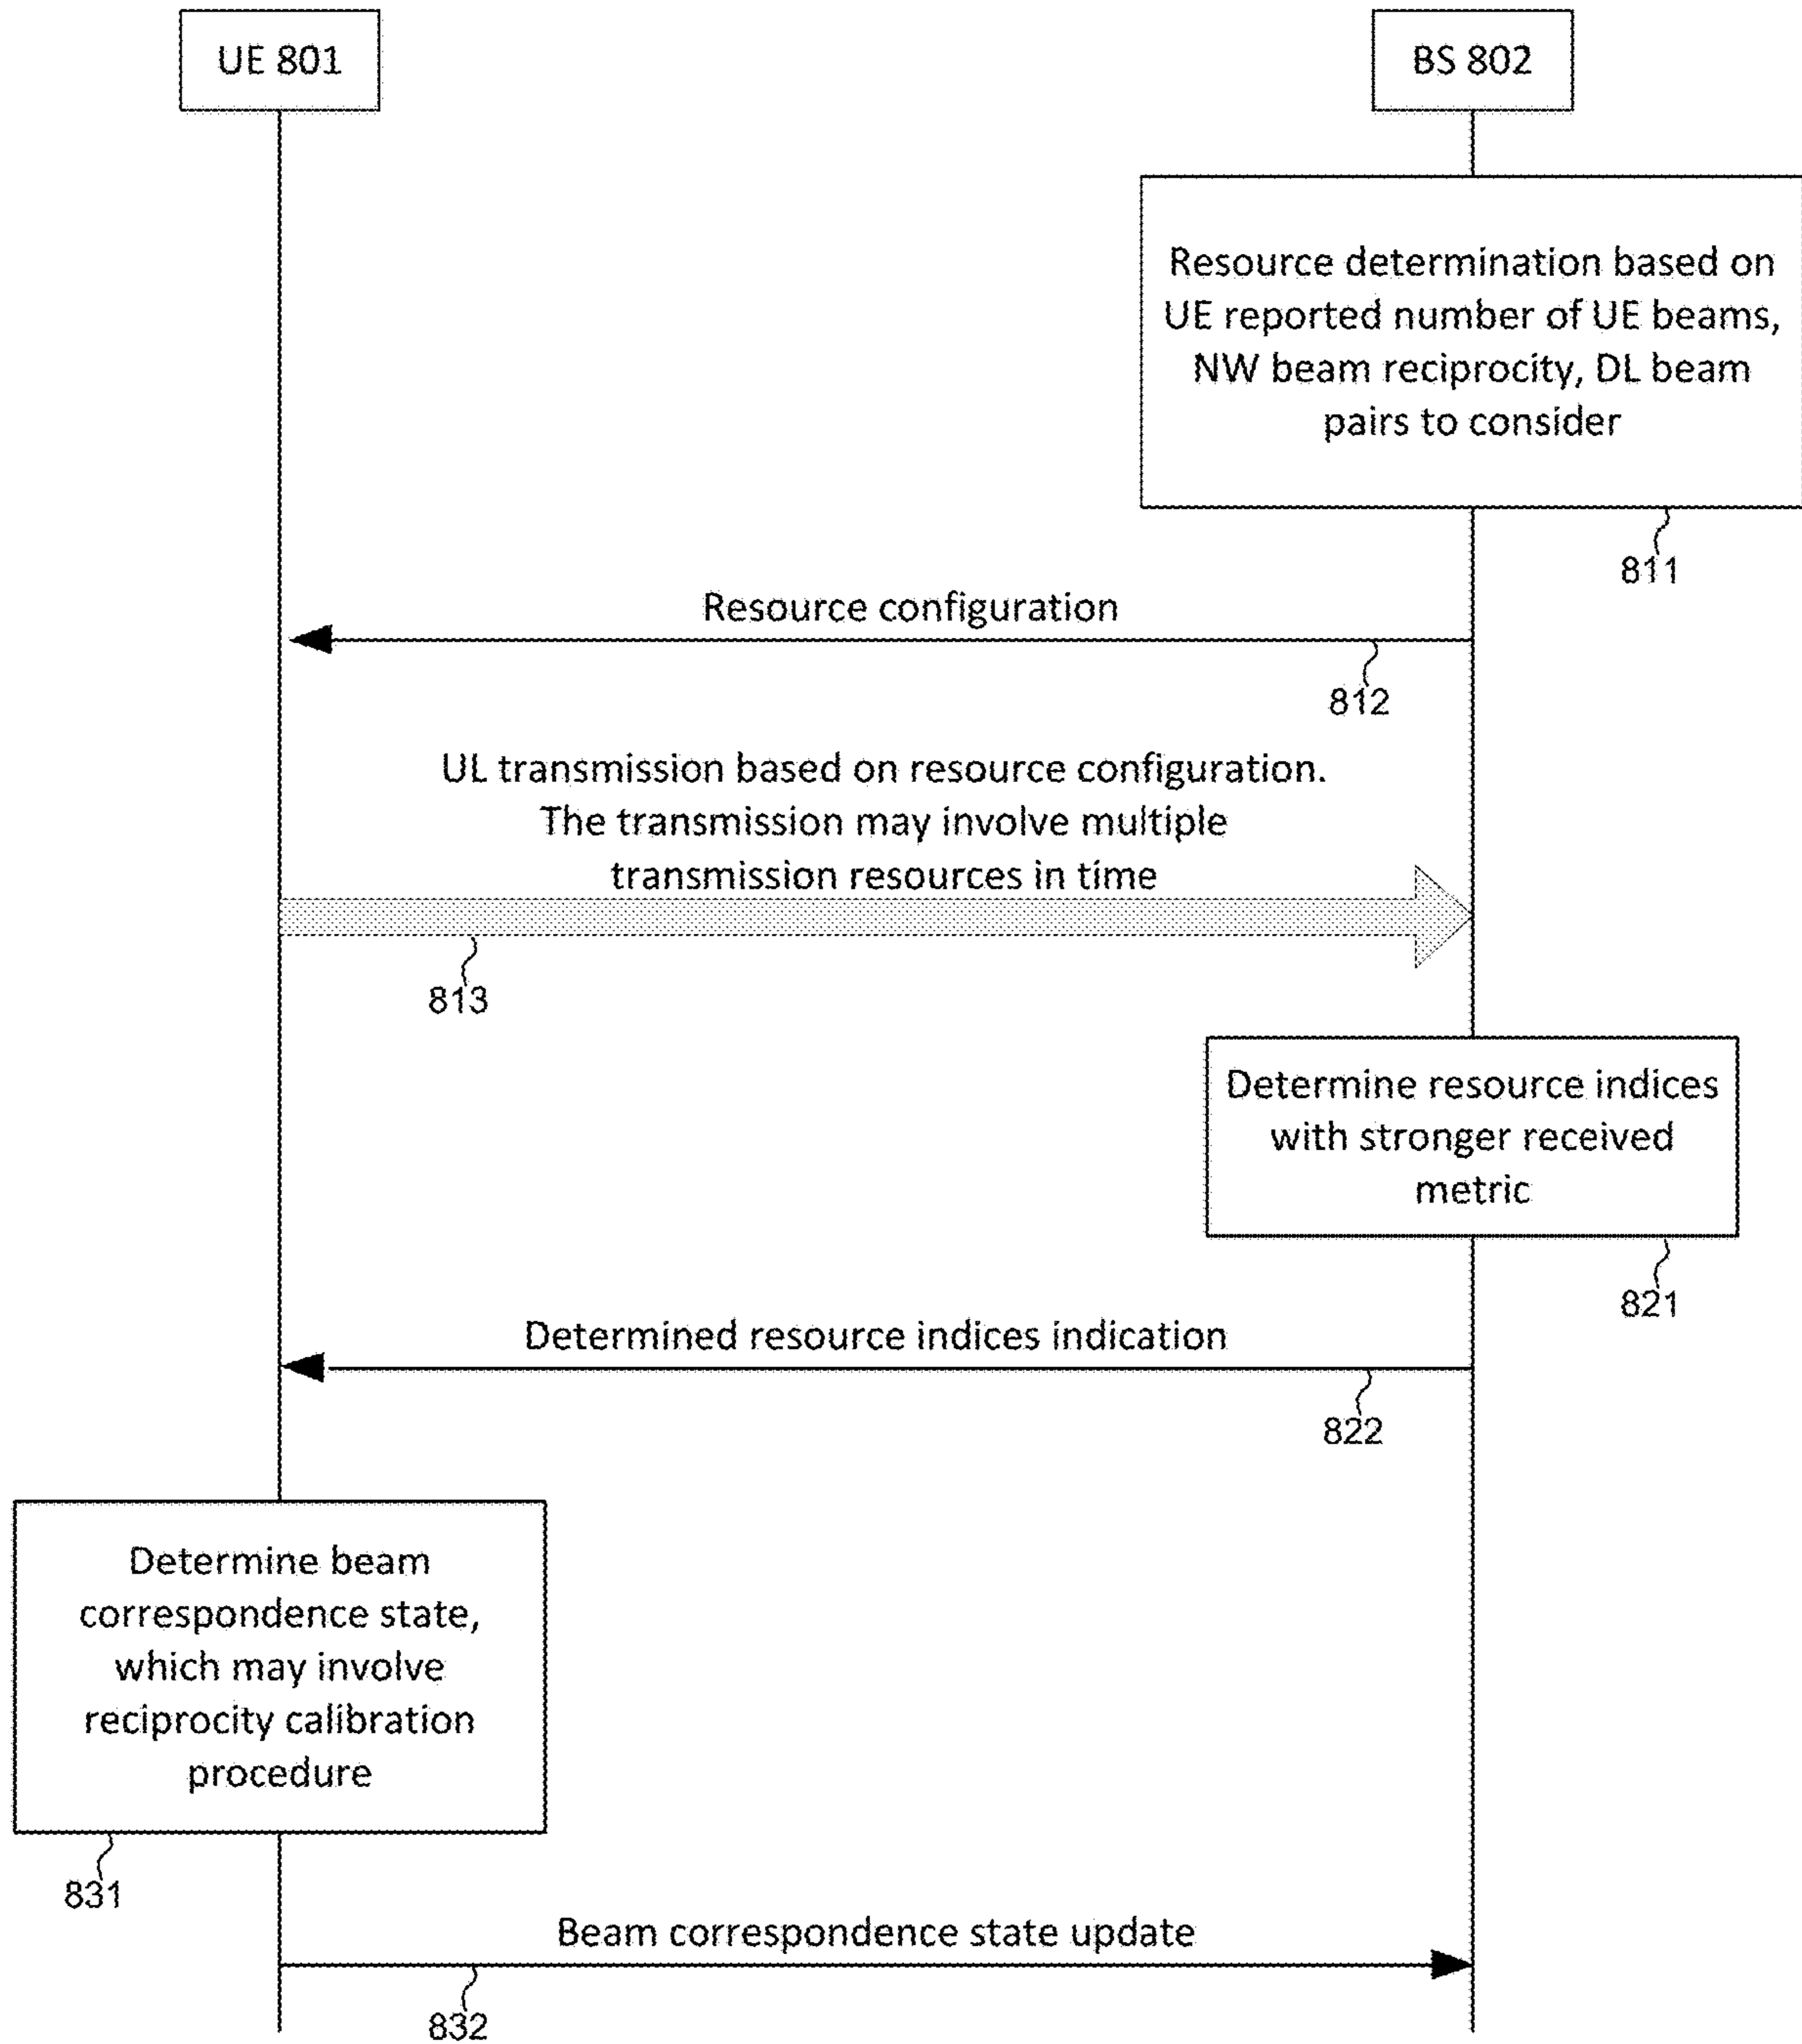 UE 801
BS 802
Resource determination based on
UE reported number of UE beams,
NW beam reciprocity, DL beam
pairs to consider
811
Resource configuration
812
UL transmission based on resource configuration.
The transmission may involve multiple
transmission resources in time
813
Determine resource indices
with stronger received
metric
821
Determined resource indices indication
822
Determine beam
correspondence state,
which may involve
reciprocity calibration
procedure
831
Beam correspondence state update
832